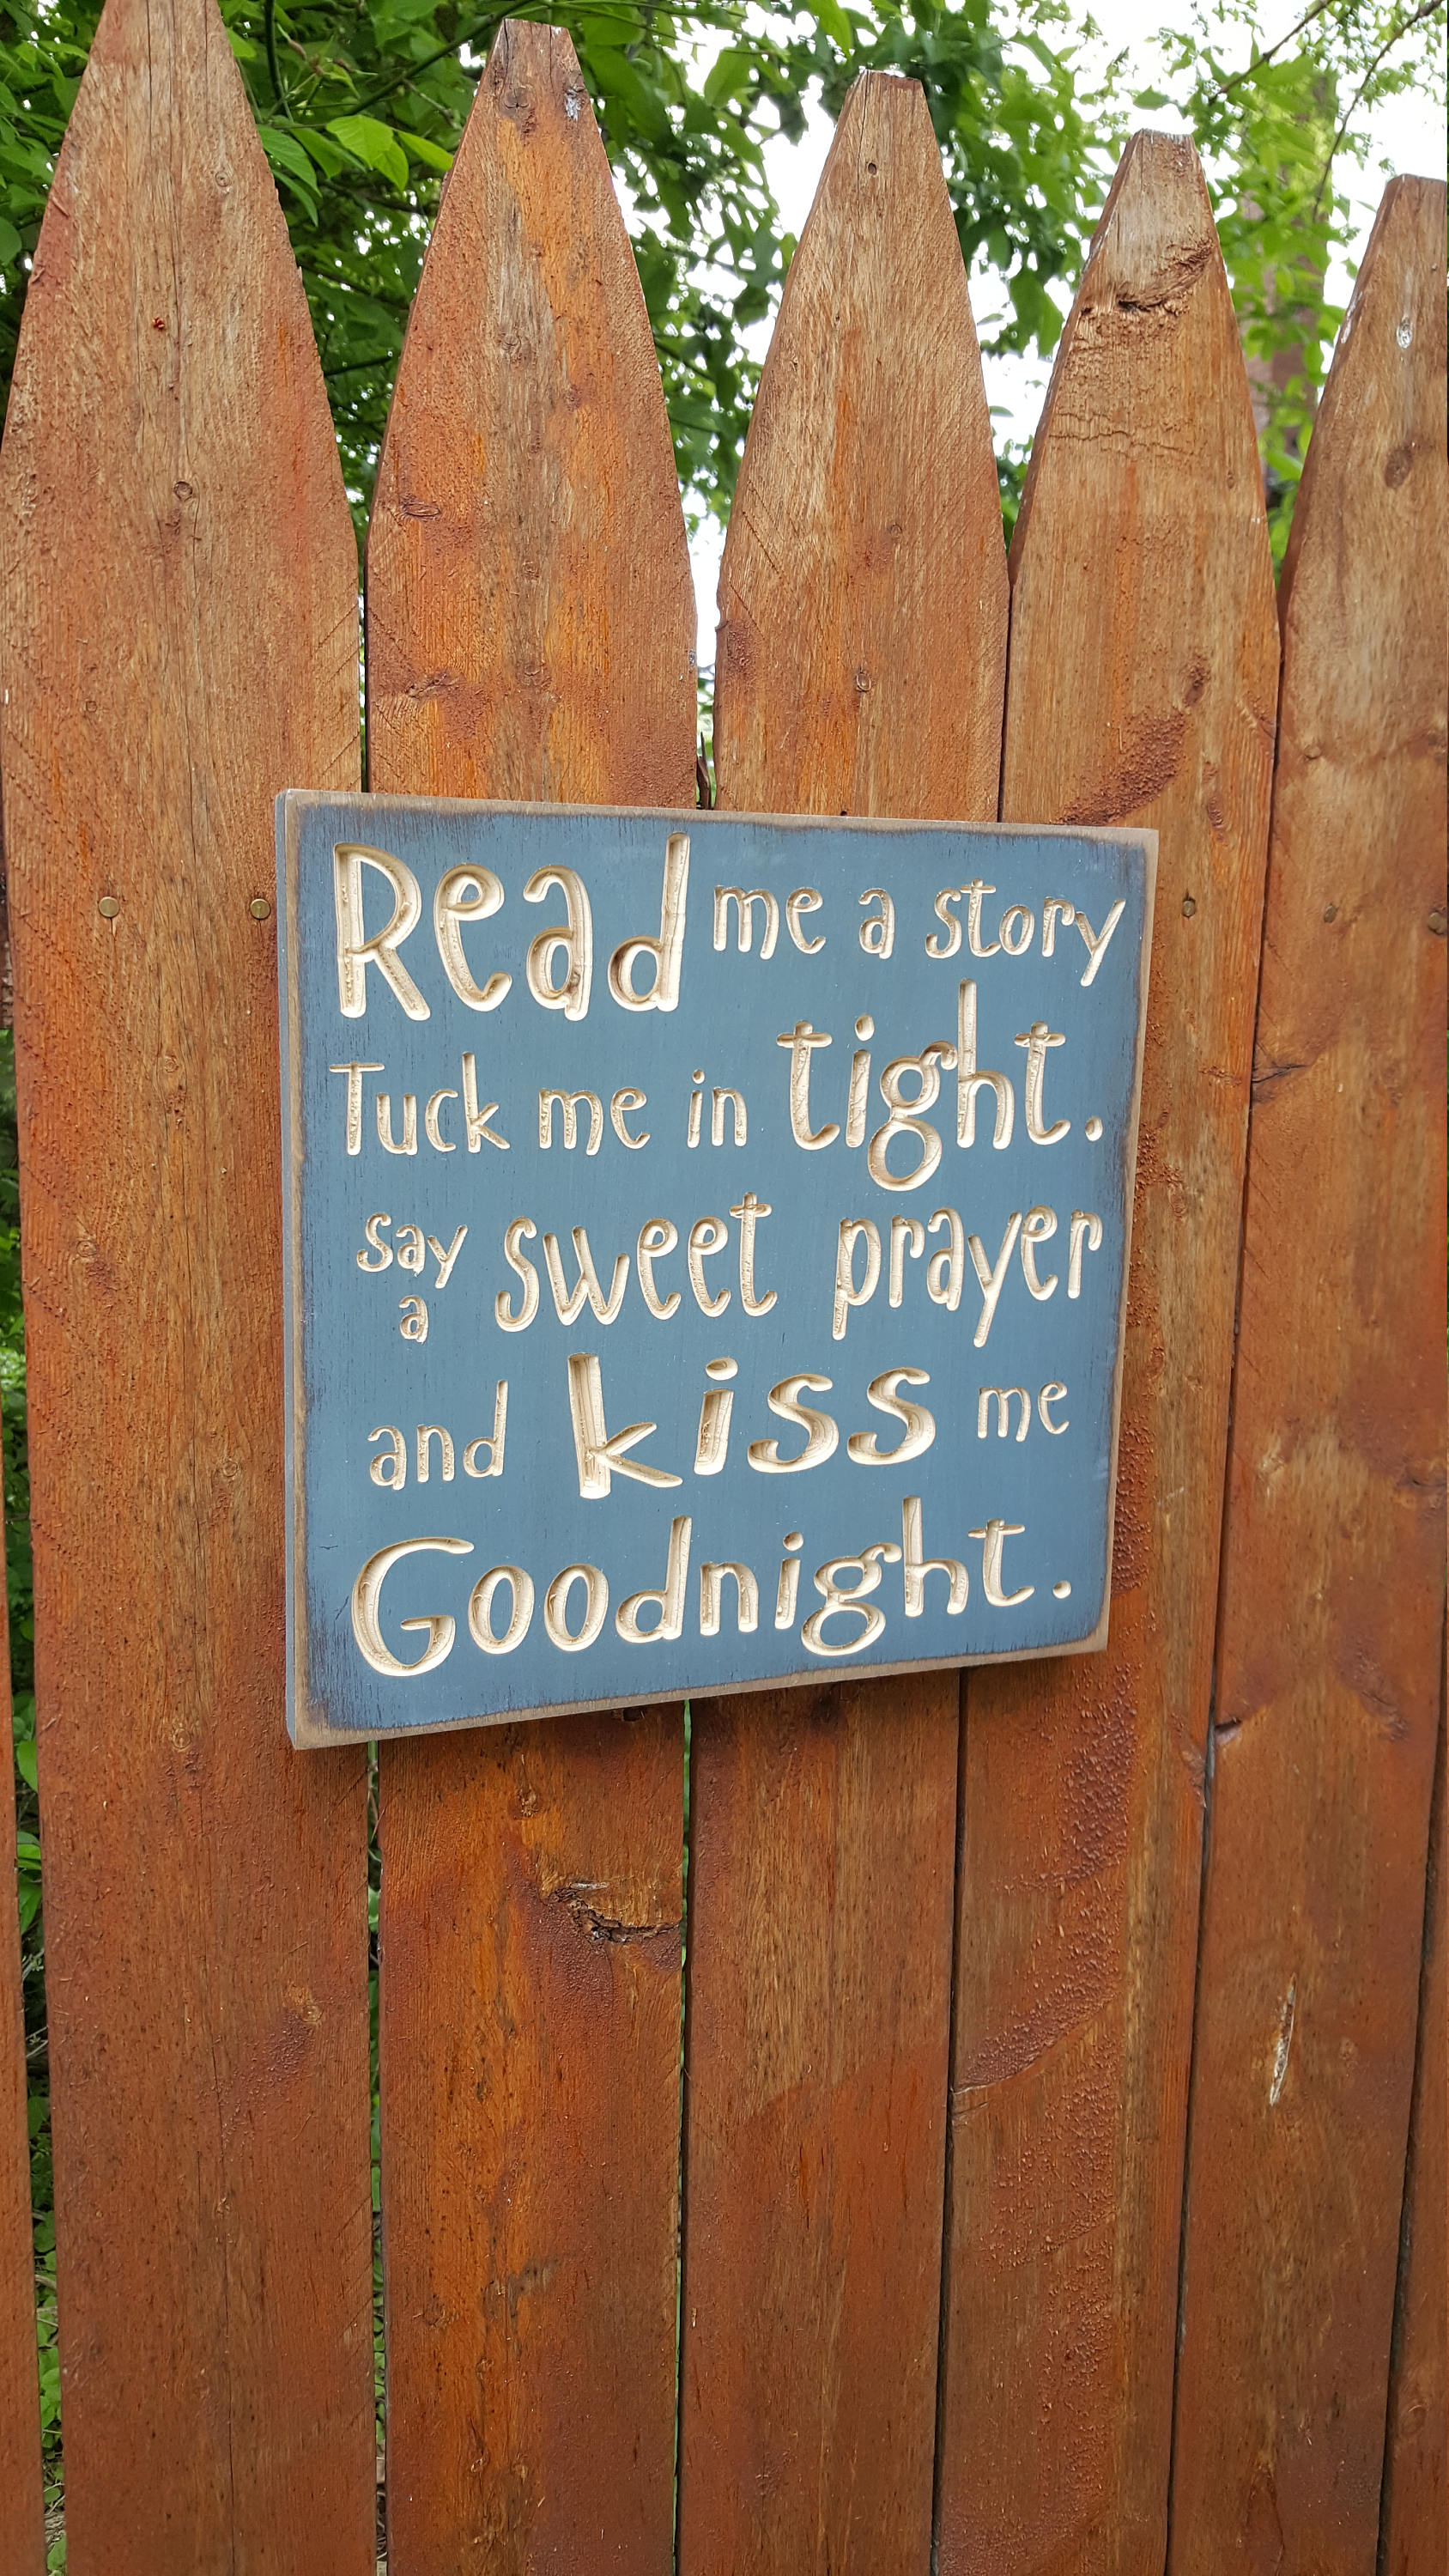 Read me a story
Tuck me in tight.
say a sweet prayer
and kiss me
Goodnight.